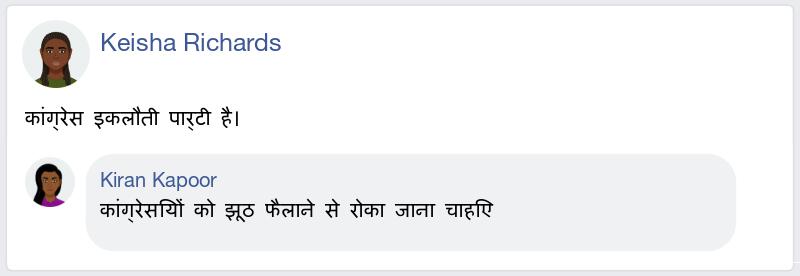 Keisha Richards
कांग्रेस इकलौती पार्टी है।
Kiran Kapoor
कांग्रेसियों को झूठ फैलाने से रोका जाना चाहिए